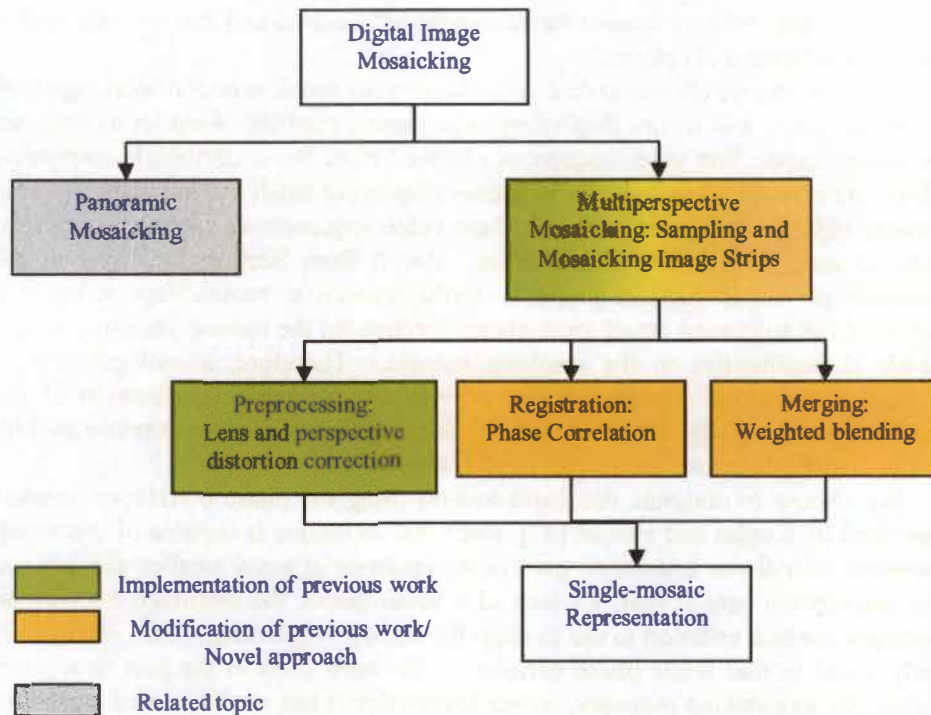 Digital Image
Mosaicking
Panoramic
Mosaicking
Multiperspective
Mosaicking: Sampling and
Mosaicking Image Strips
Preprocessing:
Lens and perspective
distortion correction
Registration:
Phase Correlation
Merging:
Weighted blending
Single-mosaic
Representation
Implementation of previous work
Modification of previous work/
Novel approach
Related topic